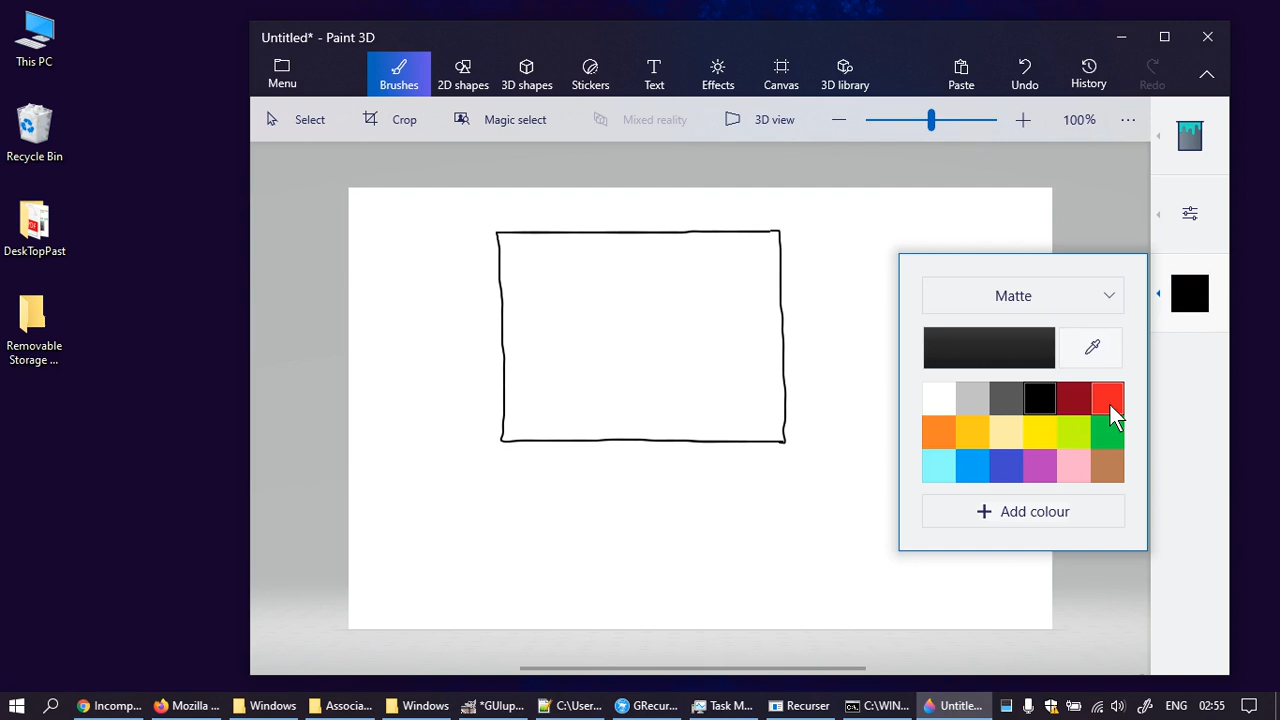 This PC
Recycle Bin
DeskTopPast
Removable
Storage ...
Untitled* - Paint 3D
Menu
Brushes
2D shapes
3D shapes
Stickers
Text
Effects
Canvas
3D library
Paste
Undo
History
Redo
Select
Crop
Magic select
Mixed reality
3D view
100%
Matte
Add colour
Incomp...
Mozilla ...
Windows
Associa...
Windows
*GUIup...
C:\User...
GRecur...
Task M...
Recurser
C:\WIN...
Untitle...
ENG
02:55